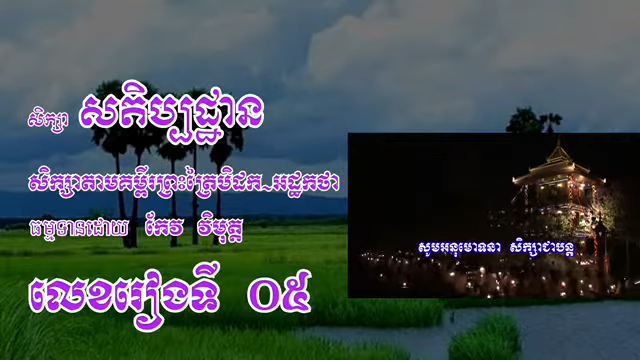 សិក្សា សតិប្បដ្ឋាន
សិក្សាតាមគម្ពីរព្រះត្រៃបិដក~អដ្ឋកថា
ធម្មទានដោយ កែវ វិមុត្ត
លេខរៀងទី ០៥
សូមអនុមោទនា សិក្សាជាបន្ត